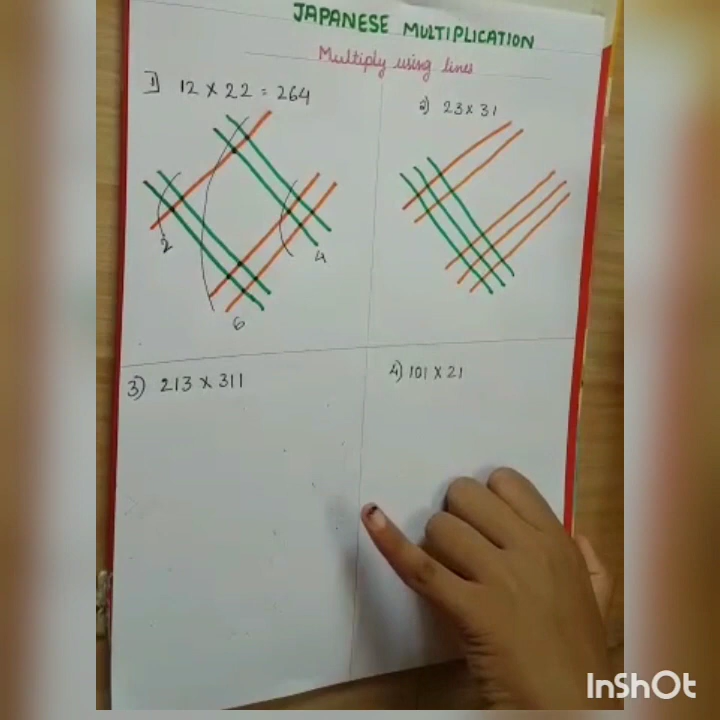 JAPANESE MULTIPLICATION
Multiply using lines
1) 12 x 22 = 264
2) 23 x 31
2
4
6
3) 213 x 311
4) 101 x 21
InShOt